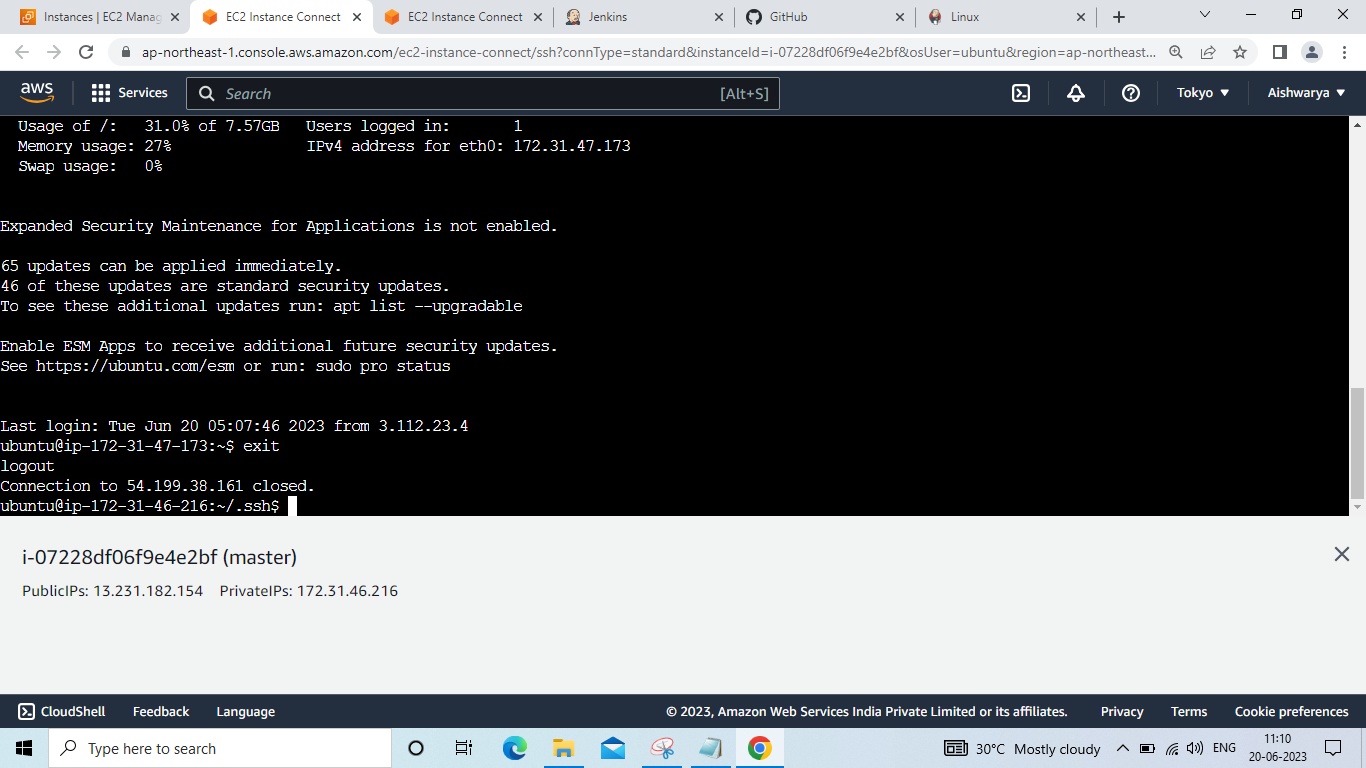 Instances | EC2 Manag
EC2 Instance Connect
EC2 Instance Connect
Jenkins
GitHub
Linux
ap-northeast-1.console.aws.amazon.com/ec2-instance-connect/ssh?connType=standard&instanceId=i-07228df06f9e4e2bf&osUser=ubuntu&region=ap-northeast...
aws
Services
Search
[Alt+S]
Tokyo
Aishwarya
Usage of /: 31.0% of 7.57GB Users logged in: 1
Memory usage: 27% IPv4 address for eth0: 172.31.47.173
Swap usage: 0%
Expanded Security Maintenance for Applications is not enabled.
65 updates can be applied immediately.
46 of these updates are standard security updates.
To see these additional updates run: apt list --upgradable
Enable ESM Apps to receive additional future security updates.
See https://ubuntu.com/esm or run: sudo pro status
Last login: Tue Jun 20 05:07:46 2023 from 3.112.23.4
ubuntu@ip-172-31-47-173:~$ exit
logout
Connection to 54.199.38.161 closed.
ubuntu@ip-172-31-46-216:~/.ssh$
i-07228df06f9e4e2bf (master)
PublicIPs: 13.231.182.154 PrivateIPs: 172.31.46.216
CloudShell
Feedback
Language
© 2023, Amazon Web Services India Private Limited or its affiliates.
Privacy
Terms
Cookie preferences
Type here to search
30°C Mostly cloudy
ENG
11:10
20-06-2023